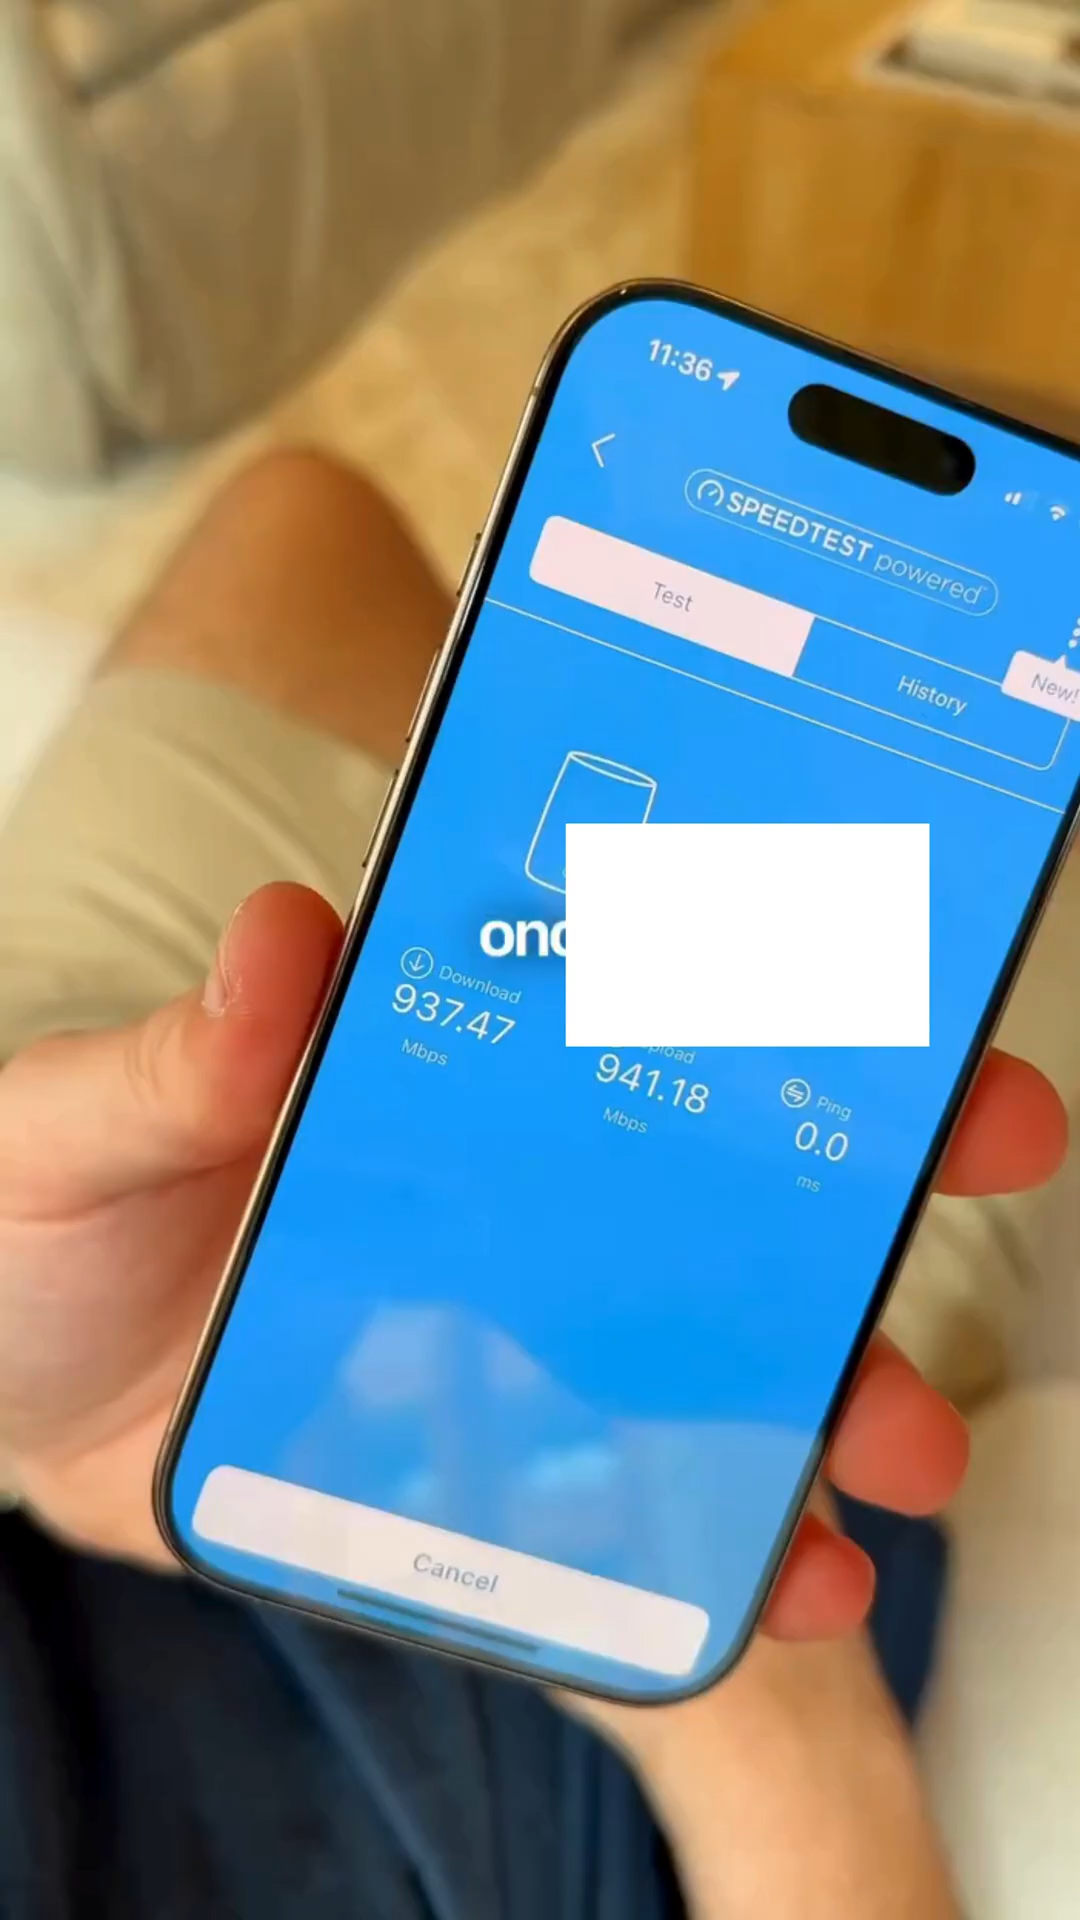 11:36
SPEEDTEST powered
Test
History
New!
Download
937.47
Mbps
941.18
Mbps
Ping
0.0
ms
Cancel